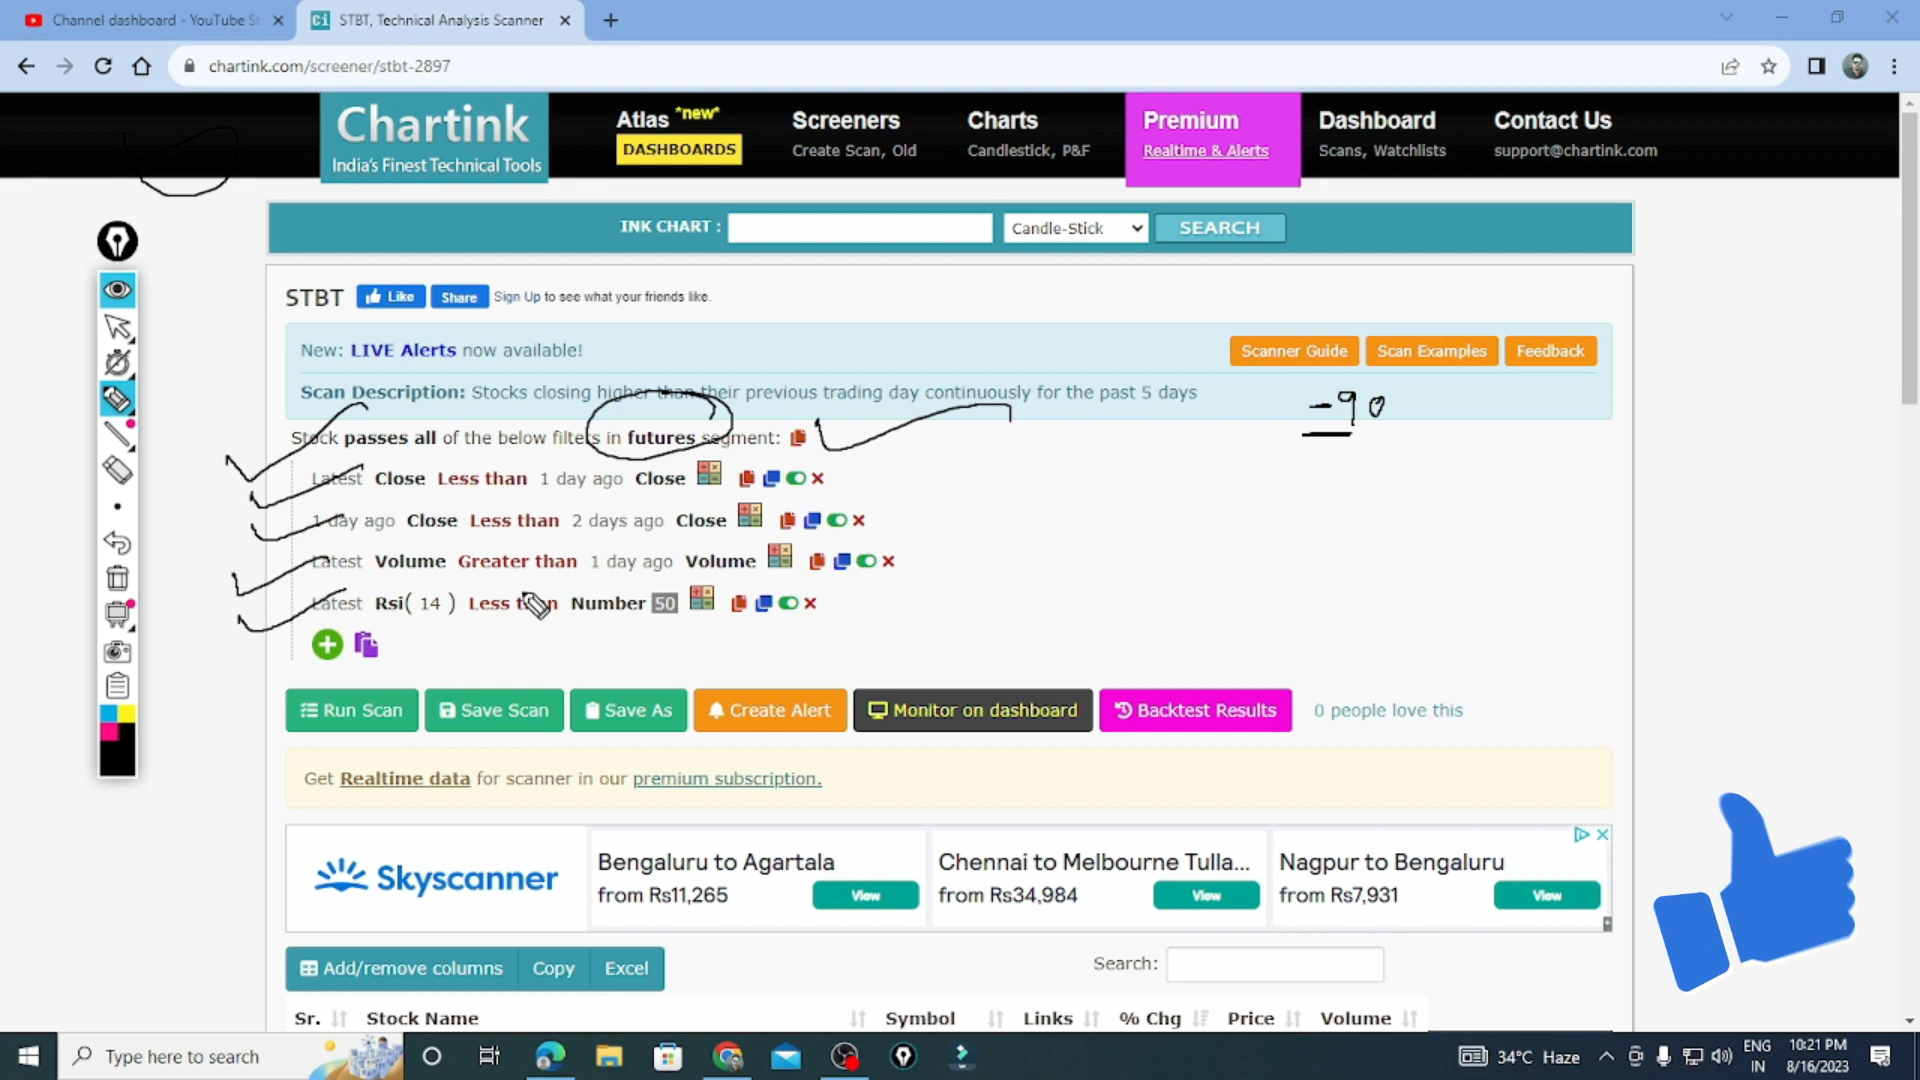 Channel dashboard - YouTube St
STBT, Technical Analysis Scanner
chartink.com/screener/stbt-2897
Chartink
India's Finest Technical Tools
Atlas *new*
DASHBOARDS
Screeners
Create Scan, Old
Charts
Candlestick, P&F
Premium
Realtime & Alerts
Dashboard
Scans, Watchlists
Contact Us
support@chartink.com
INK CHART :
Candle-Stick
SEARCH
STBT
Like
Share
Sign Up to see what your friends like.
New: LIVE Alerts now available!
Scanner Guide
Scan Examples
Feedback
Scan Description: Stocks closing higher than their previous trading day continuously for the past 5 days
Stock passes all of the below filters in futures segment:
Latest Close Less than 1 day ago Close
1 day ago Close Less than 2 days ago Close
Latest Volume Greater than 1 day ago Volume
Latest Rsi( 14 ) Less than Number 50
Run Scan
Save Scan
Save As
Create Alert
Monitor on dashboard
Backtest Results
0 people love this
Get Realtime data for scanner in our premium subscription.
Skyscanner
Bengaluru to Agartala
from Rs11,265
View
Chennai to Melbourne Tulla...
from Rs34,984
View
Nagpur to Bengaluru
from Rs7,931
View
Add/remove columns
Copy
Excel
Search:
Sr. Stock Name Symbol Links % Chg Price Volume
Type here to search
34°C Haze
ENG
IN
10:21 PM
8/16/2023